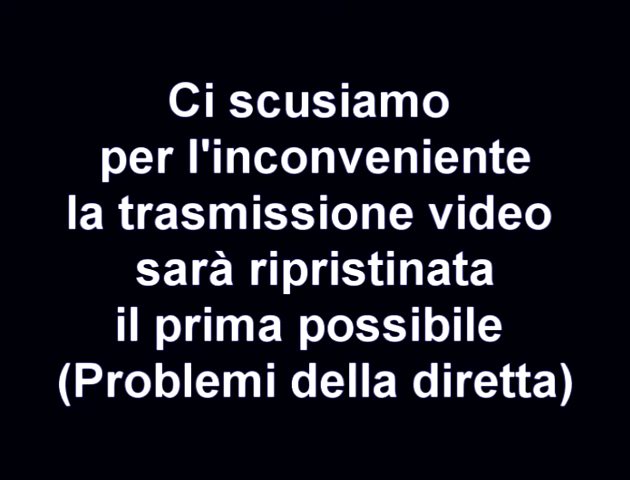 Ci scusiamo
per l'inconveniente
la trasmissione video
sarà ripristinata
il prima possibile
(Problemi della diretta)